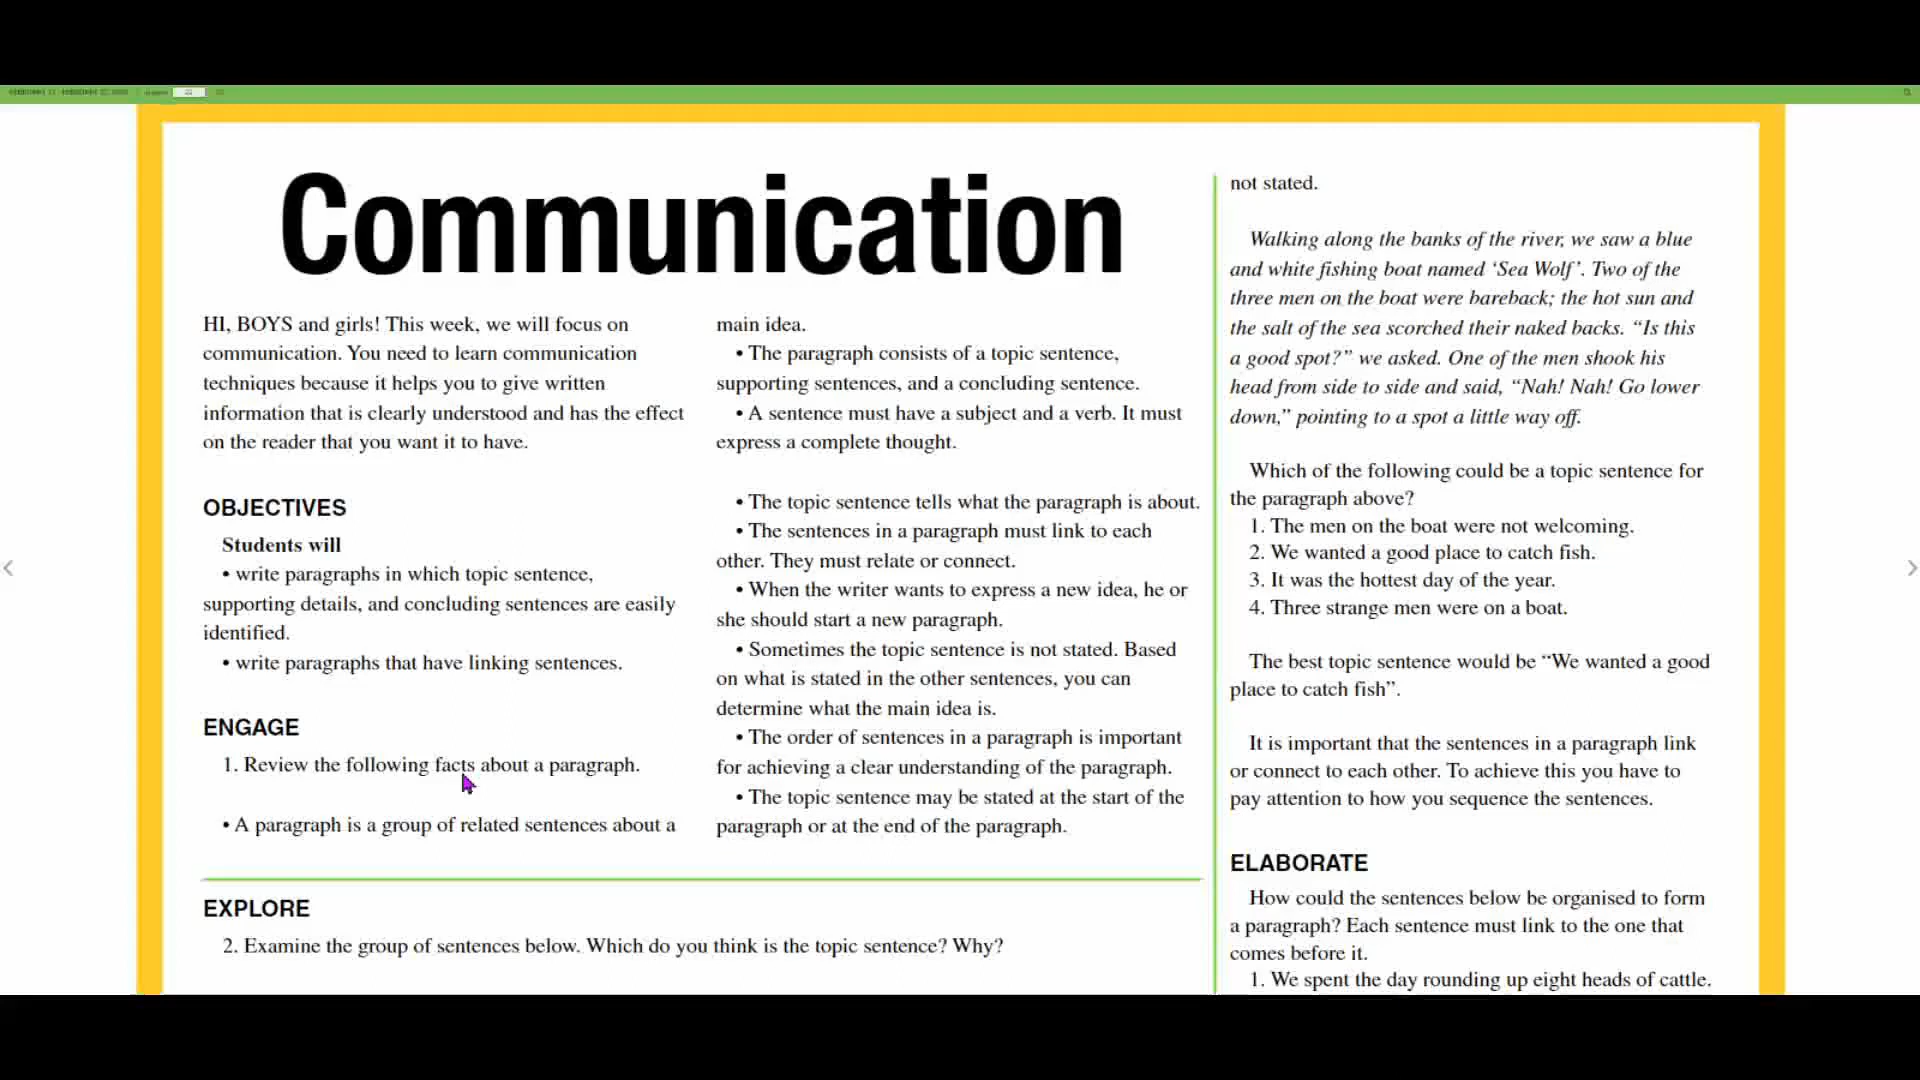 Communication
HI, BOYS and girls! This week, we will focus on
communication. You need to learn communication
techniques because it helps you to give written
information that is clearly understood and has the effect
on the reader that you want it to have.
OBJECTIVES
Students will
• write paragraphs in which topic sentence,
supporting details, and concluding sentences are easily
identified.
• write paragraphs that have linking sentences.
ENGAGE
1. Review the following facts about a paragraph.
• A paragraph is a group of related sentences about a
main idea.
• The paragraph consists of a topic sentence,
supporting sentences, and a concluding sentence.
• A sentence must have a subject and a verb. It must
express a complete thought.
• The topic sentence tells what the paragraph is about.
• The sentences in a paragraph must link to each
other. They must relate or connect.
• When the writer wants to express a new idea, he or
she should start a new paragraph.
• Sometimes the topic sentence is not stated. Based
on what is stated in the other sentences, you can
determine what the main idea is.
• The order of sentences in a paragraph is important
for achieving a clear understanding of the paragraph.
• The topic sentence may be stated at the start of the
paragraph or at the end of the paragraph.
EXPLORE
2. Examine the group of sentences below. Which do you think is the topic sentence? Why?
not stated.
Walking along the banks of the river, we saw a blue
and white fishing boat named ‘Sea Wolf’. Two of the
three men on the boat were bareback; the hot sun and
the salt of the sea scorched their naked backs. “Is this
a good spot?” we asked. One of the men shook his
head from side to side and said, “Nah! Nah! Go lower
down,” pointing to a spot a little way off.
Which of the following could be a topic sentence for
the paragraph above?
1. The men on the boat were not welcoming.
2. We wanted a good place to catch fish.
3. It was the hottest day of the year.
4. Three strange men were on a boat.
The best topic sentence would be “We wanted a good
place to catch fish”.
It is important that the sentences in a paragraph link
or connect to each other. To achieve this you have to
pay attention to how you sequence the sentences.
ELABORATE
How could the sentences below be organised to form
a paragraph? Each sentence must link to the one that
comes before it.
1. We spent the day rounding up eight heads of cattle.